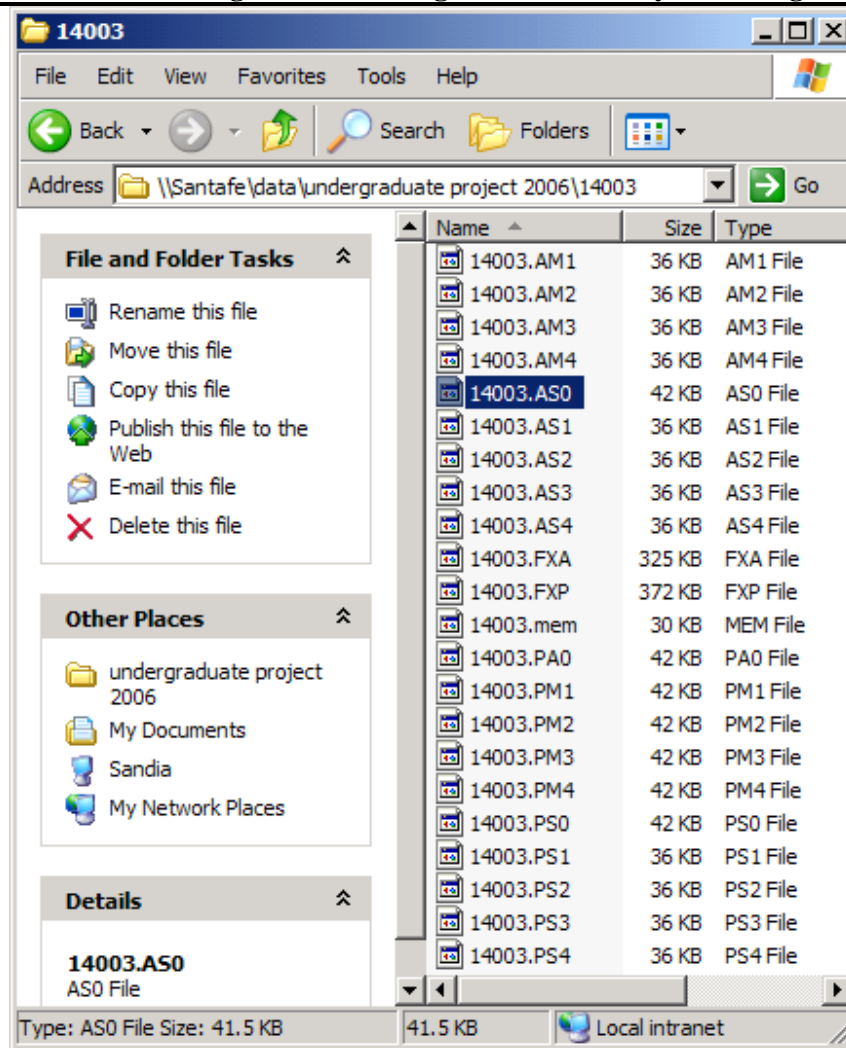 14003
File Edit View Favorites Tools Help
Back Search Folders
Address \\Santafe\data\undergraduate project 2006\14003 Go
File and Folder Tasks
Rename this file
Move this file
Copy this file
Publish this file to the
Web
E-mail this file
Delete this file
Other Places
undergraduate project
2006
My Documents
Sandia
My Network Places
Details
14003.AS0
AS0 File
Name Size Type
14003.AM1 36 KB AM1 File
14003.AM2 36 KB AM2 File
14003.AM3 36 KB AM3 File
14003.AM4 36 KB AM4 File
14003.AS0 42 KB AS0 File
14003.AS1 36 KB AS1 File
14003.AS2 36 KB AS2 File
14003.AS3 36 KB AS3 File
14003.AS4 36 KB AS4 File
14003.FXA 325 KB FXA File
14003.FXP 372 KB FXP File
14003.mem 30 KB MEM File
14003.PA0 42 KB PA0 File
14003.PM1 42 KB PM1 File
14003.PM2 42 KB PM2 File
14003.PM3 42 KB PM3 File
14003.PM4 42 KB PM4 File
14003.PS0 42 KB PS0 File
14003.PS1 36 KB PS1 File
14003.PS2 36 KB PS2 File
14003.PS3 36 KB PS3 File
14003.PS4 36 KB PS4 File
Type: AS0 File Size: 41.5 KB 41.5 KB Local intranet